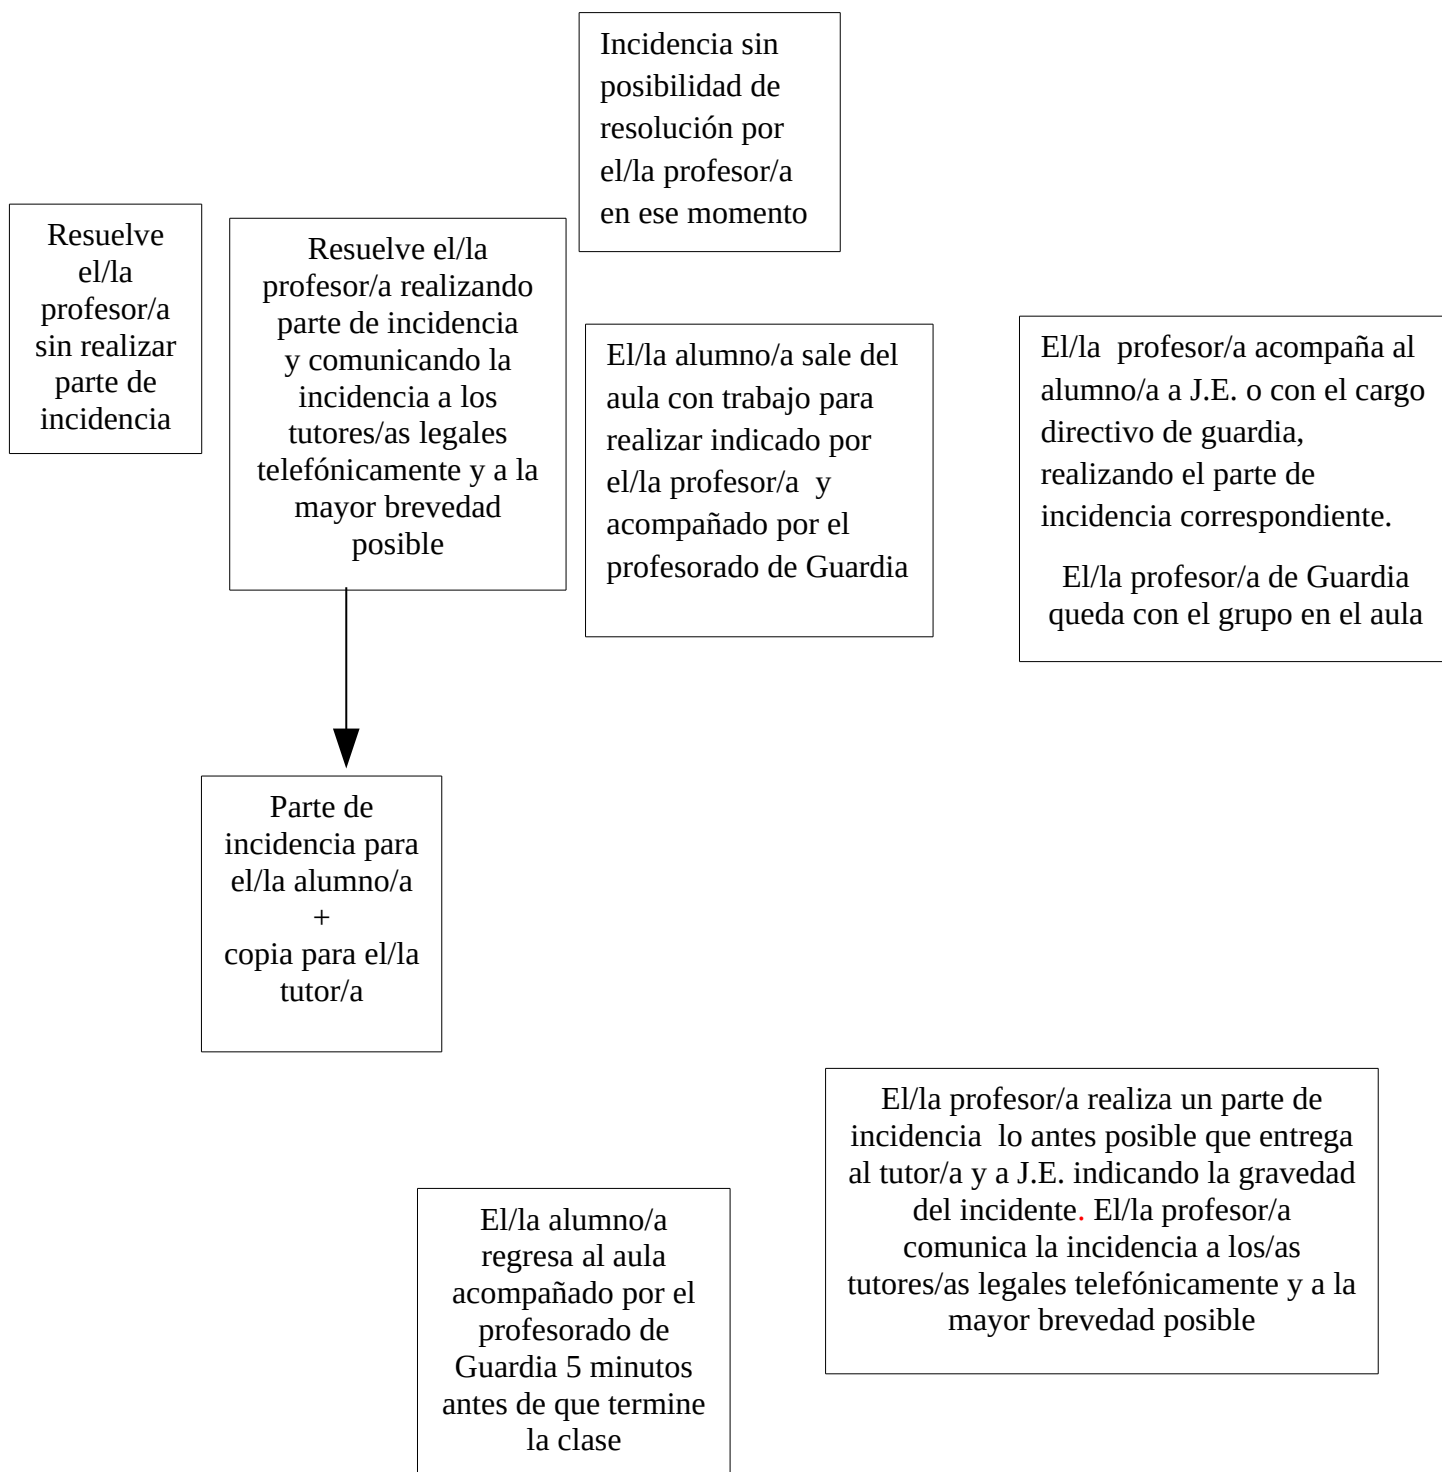 Incidencia sin
posibilidad de
resolución por
el/la profesor/a
en ese momento
Resuelve
el/la
profesor/a
sin realizar
parte de
incidencia
Resuelve el/la
profesor/a realizando
parte de incidencia
y comunicando la
incidencia a los
tutores/as legales
telefónicamente y a la
mayor brevedad
posible
El/la alumno/a sale del
aula con trabajo para
realizar indicado por
el/la profesor/a y
acompañado por el
profesorado de Guardia
El/la profesor/a acompaña al
alumno/a a J.E. o con el cargo
directivo de guardia,
realizando el parte de
incidencia correspondiente.
El/la profesor/a de Guardia
queda con el grupo en el aula
Parte de
incidencia para
el/la alumno/a
+
copia para el/la
tutor/a
El/la profesor/a realiza un parte de
incidencia lo antes posible que entrega
al tutor/a y a J.E. indicando la gravedad
del incidente. El/la profesor/a
comunica la incidencia a los/as
tutores/as legales telefónicamente y a la
mayor brevedad posible
El/la alumno/a
regresa al aula
acompañado por el
profesorado de
Guardia 5 minutos
antes de que termine
la clase